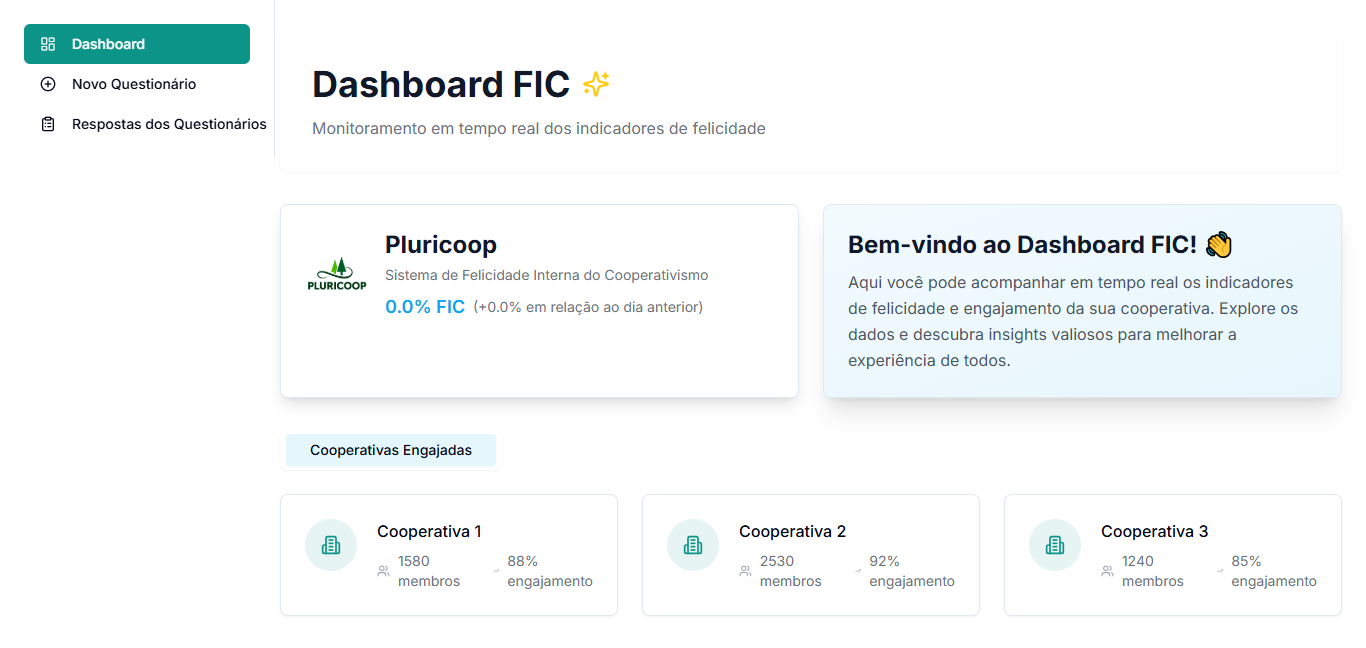 Dashboard
Novo Questionário
Respostas dos Questionários
Dashboard FIC
Monitoramento em tempo real dos indicadores de felicidade
PLURICOOP
Pluricoop
Sistema de Felicidade Interna do Cooperativismo
0.0% FIC (+0.0% em relação ao dia anterior)
Bem-vindo ao Dashboard FIC! 👋
Aqui você pode acompanhar em tempo real os indicadores
de felicidade e engajamento da sua cooperativa. Explore os
dados e descubra insights valiosos para melhorar a
experiência de todos.
Cooperativas Engajadas
Cooperativa 1
1580
membros
88%
engajamento
Cooperativa 2
2530
membros
92%
engajamento
Cooperativa 3
1240
membros
85%
engajamento